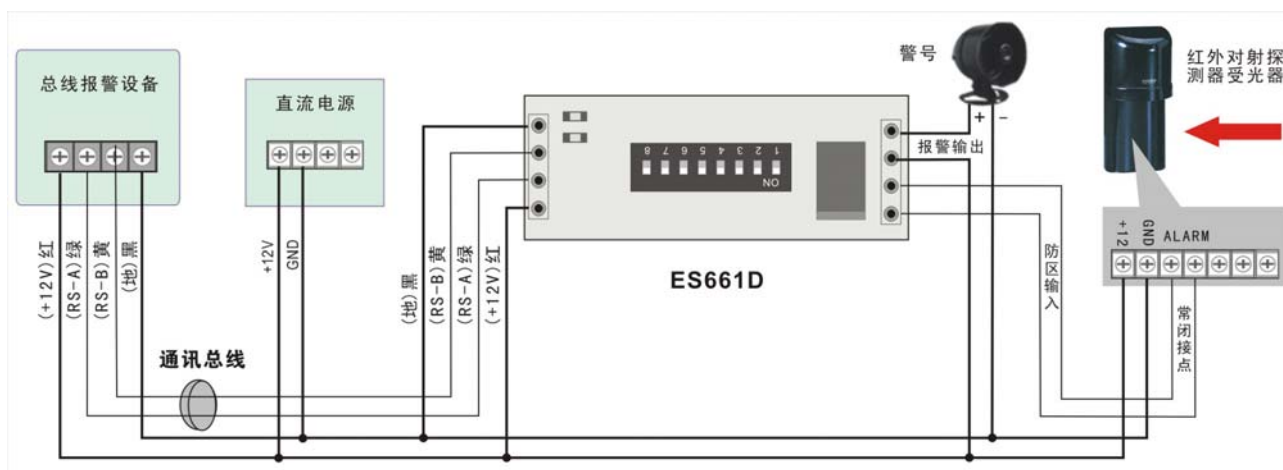 总线报警设备
直流电源
警号
+ −
报警输出
红外对射探
测器受光器
8 7 6 5 4 3 2 1
ON
ES661D
+12
GND
ALARM
(+12V)红
(RS-A)绿
(RS-B)黄
(地)黑
+12V
GND
(地)黑
(RS-B)黄
(RS-A)绿
(+12V)红
防区输入
常闭接点
通讯总线